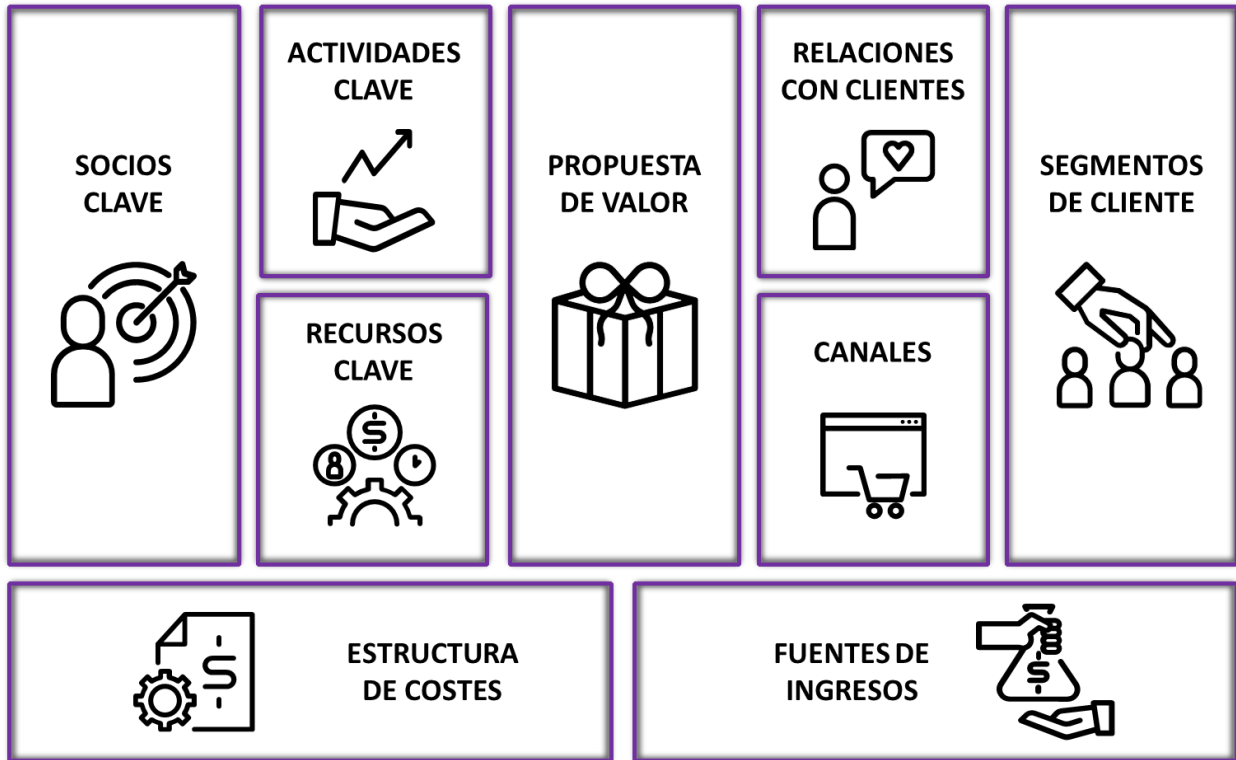 SOCIOS
CLAVE
ACTIVIDADES
CLAVE
RECURSOS
CLAVE
PROPUESTA
DE VALOR
RELACIONES
CON CLIENTES
CANALES
SEGMENTOS
DE CLIENTE
ESTRUCTURA
DE COSTES
FUENTES DE
INGRESOS